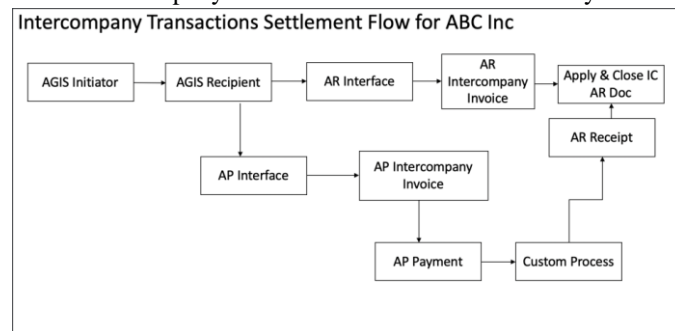 Intercompany Transactions Settlement Flow for ABC Inc
AGIS Initiator
AGIS Recipient
AR Interface
AR
Intercompany
Invoice
Apply & Close IC
AR Doc
AR Receipt
AP Interface
AP Intercompany
Invoice
AP Payment
Custom Process